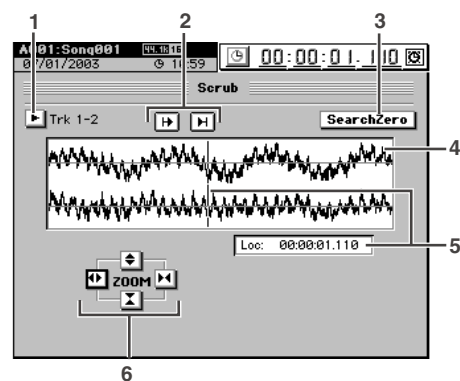 1 2 3
A001:Song001 44.1k16 00:00:01.110
07/01/2003 10:59
Scrub
Trk 1-2 SearchZero
4
5
Loc: 00:00:01.110
ZOOM
6